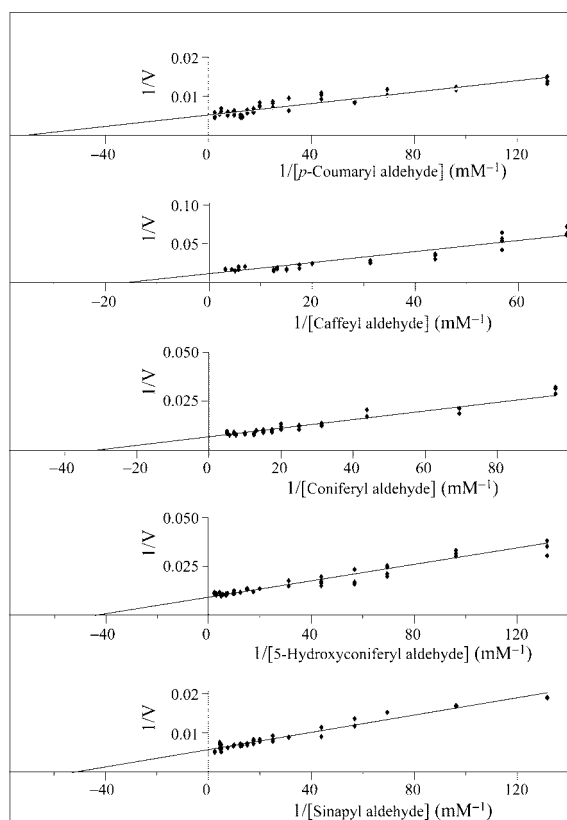 0.02
0.01
1/V
−40 0 40 80 120
1/[p-Coumaryl aldehyde] (mM⁻¹)
0.10
0.05
1/V
−20 0 20 40 60
1/[Caffeyl aldehyde] (mM⁻¹)
0.050
0.025
1/V
−40 −20 0 20 40 60 80
1/[Coniferyl aldehyde] (mM⁻¹)
0.050
0.025
1/V
−40 0 40 80 120
1/[5-Hydroxyconiferyl aldehyde] (mM⁻¹)
0.02
0.01
1/V
−40 0 40 80 120
1/[Sinapyl aldehyde] (mM⁻¹)